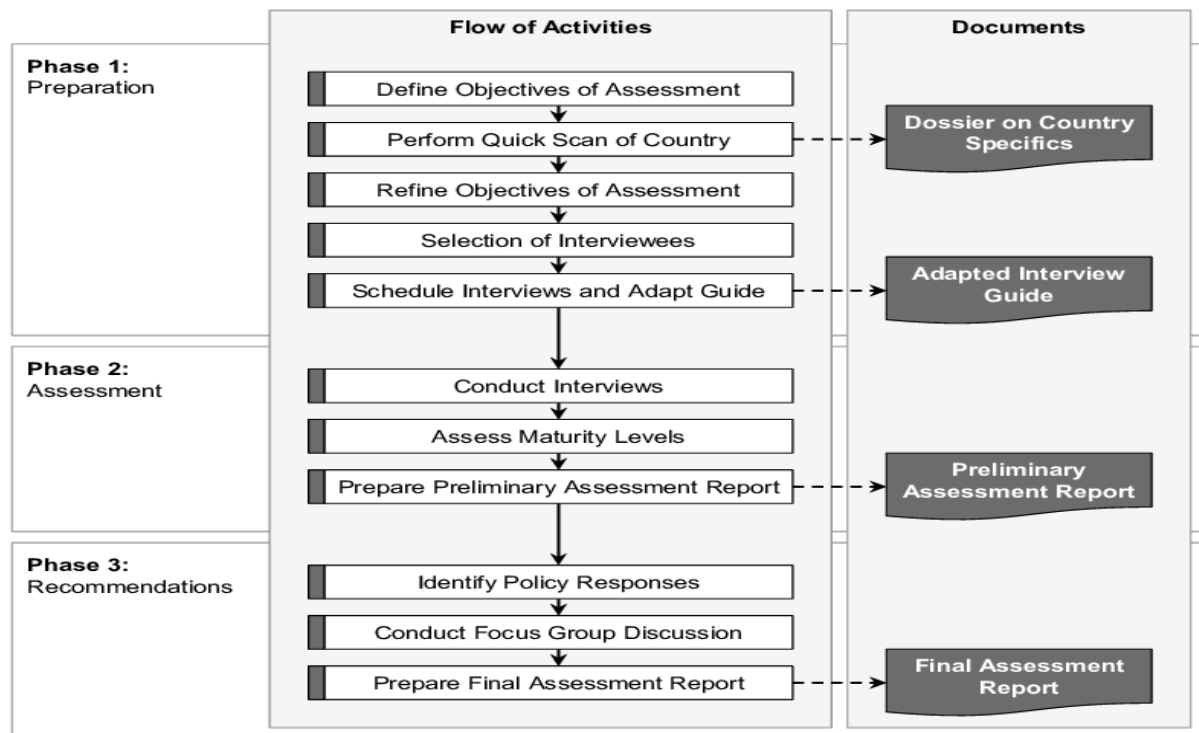 Flow of Activities
Documents
Phase 1:
Preparation
Define Objectives of Assessment
Perform Quick Scan of Country
Dossier on Country
Specifics
Refine Objectives of Assessment
Selection of Interviewees
Schedule Interviews and Adapt Guide
Adapted Interview
Guide
Phase 2:
Assessment
Conduct Interviews
Assess Maturity Levels
Prepare Preliminary Assessment Report
Preliminary
Assessment Report
Phase 3:
Recommendations
Identify Policy Responses
Conduct Focus Group Discussion
Prepare Final Assessment Report
Final Assessment
Report